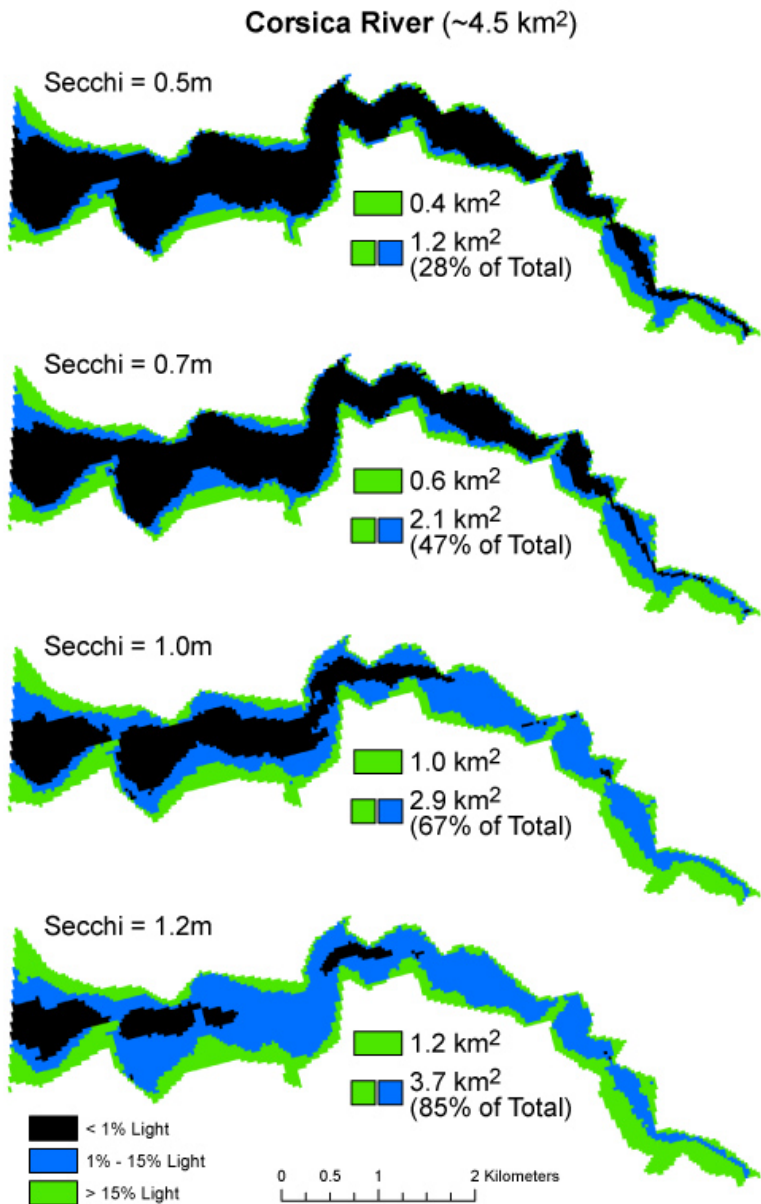 Corsica River (~4.5 km²)
Secchi = 0.5m
0.4 km²
1.2 km²
(28% of Total)
Secchi = 0.7m
0.6 km²
2.1 km²
(47% of Total)
Secchi = 1.0m
1.0 km²
2.9 km²
(67% of Total)
Secchi = 1.2m
1.2 km²
3.7 km²
(85% of Total)
< 1% Light
1% - 15% Light
> 15% Light
0 0.5 1 2 Kilometers